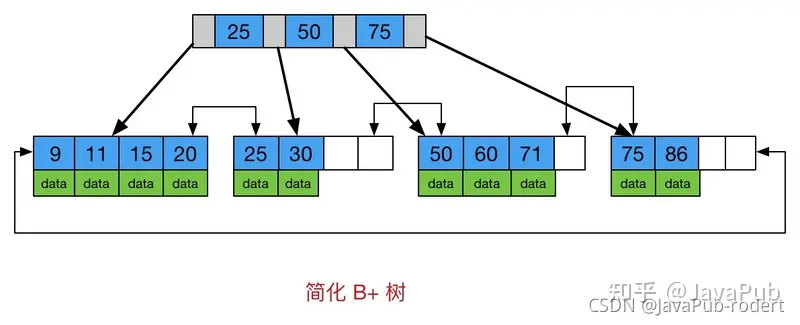 25 50 75
9 11 15 20 25 30 50 60 71 75 86
data data data data data data data data data data data
简化 B+ 树
知乎 @JavaPub
CSDN @JavaPub-rodert